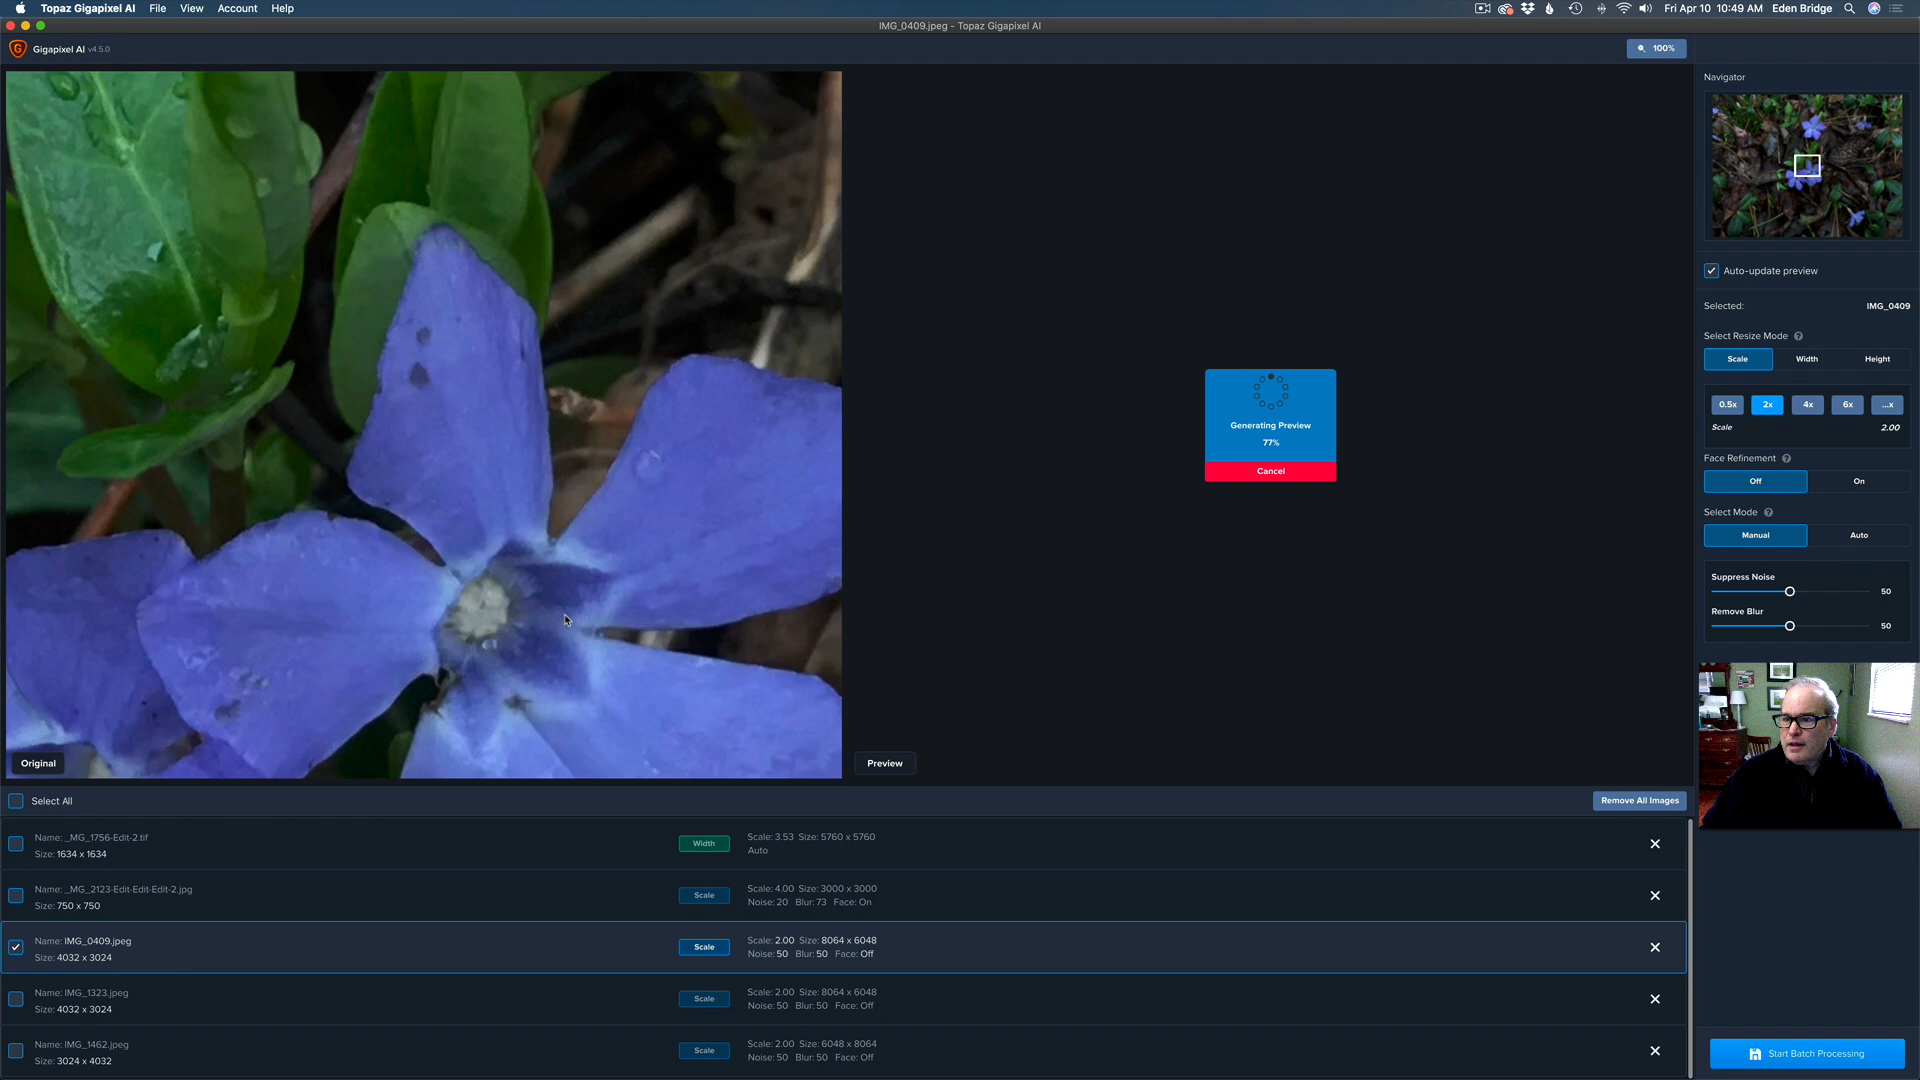 Topaz Gigapixel AI File View Account Help Fri Apr 10 10:49 AM Eden Bridge
IMG_0409.jpeg - Topaz Gigapixel AI
Gigapixel AI v4.5.0
100%
Navigator
Auto-update preview
Selected: IMG_0409
Select Resize Mode ?
Scale Width Height
0.5x 2x 4x 6x ...x
Scale 2.00
Face Refinement ?
Off On
Select Mode ?
Manual Auto
Suppress Noise
50
Remove Blur
50
Generating Preview
77%
Cancel
Original
Preview
Select All
Remove All Images
Name: _MG_1756-Edit-2.tif
Size: 1634 x 1634
Width
Scale: 3.53 Size: 5760 x 5760
Auto
Name: _MG_2123-Edit-Edit-Edit-2.jpg
Size: 750 x 750
Scale
Scale: 4.00 Size: 3000 x 3000
Noise: 20 Blur: 73 Face: On
Name: IMG_0409.jpeg
Size: 4032 x 3024
Scale
Scale: 2.00 Size: 8064 x 6048
Noise: 50 Blur: 50 Face: Off
Name: IMG_1323.jpeg
Size: 4032 x 3024
Scale
Scale: 2.00 Size: 8064 x 6048
Noise: 50 Blur: 50 Face: Off
Name: IMG_1462.jpeg
Size: 3024 x 4032
Scale
Scale: 2.00 Size: 6048 x 8064
Noise: 50 Blur: 50 Face: Off
Start Batch Processing